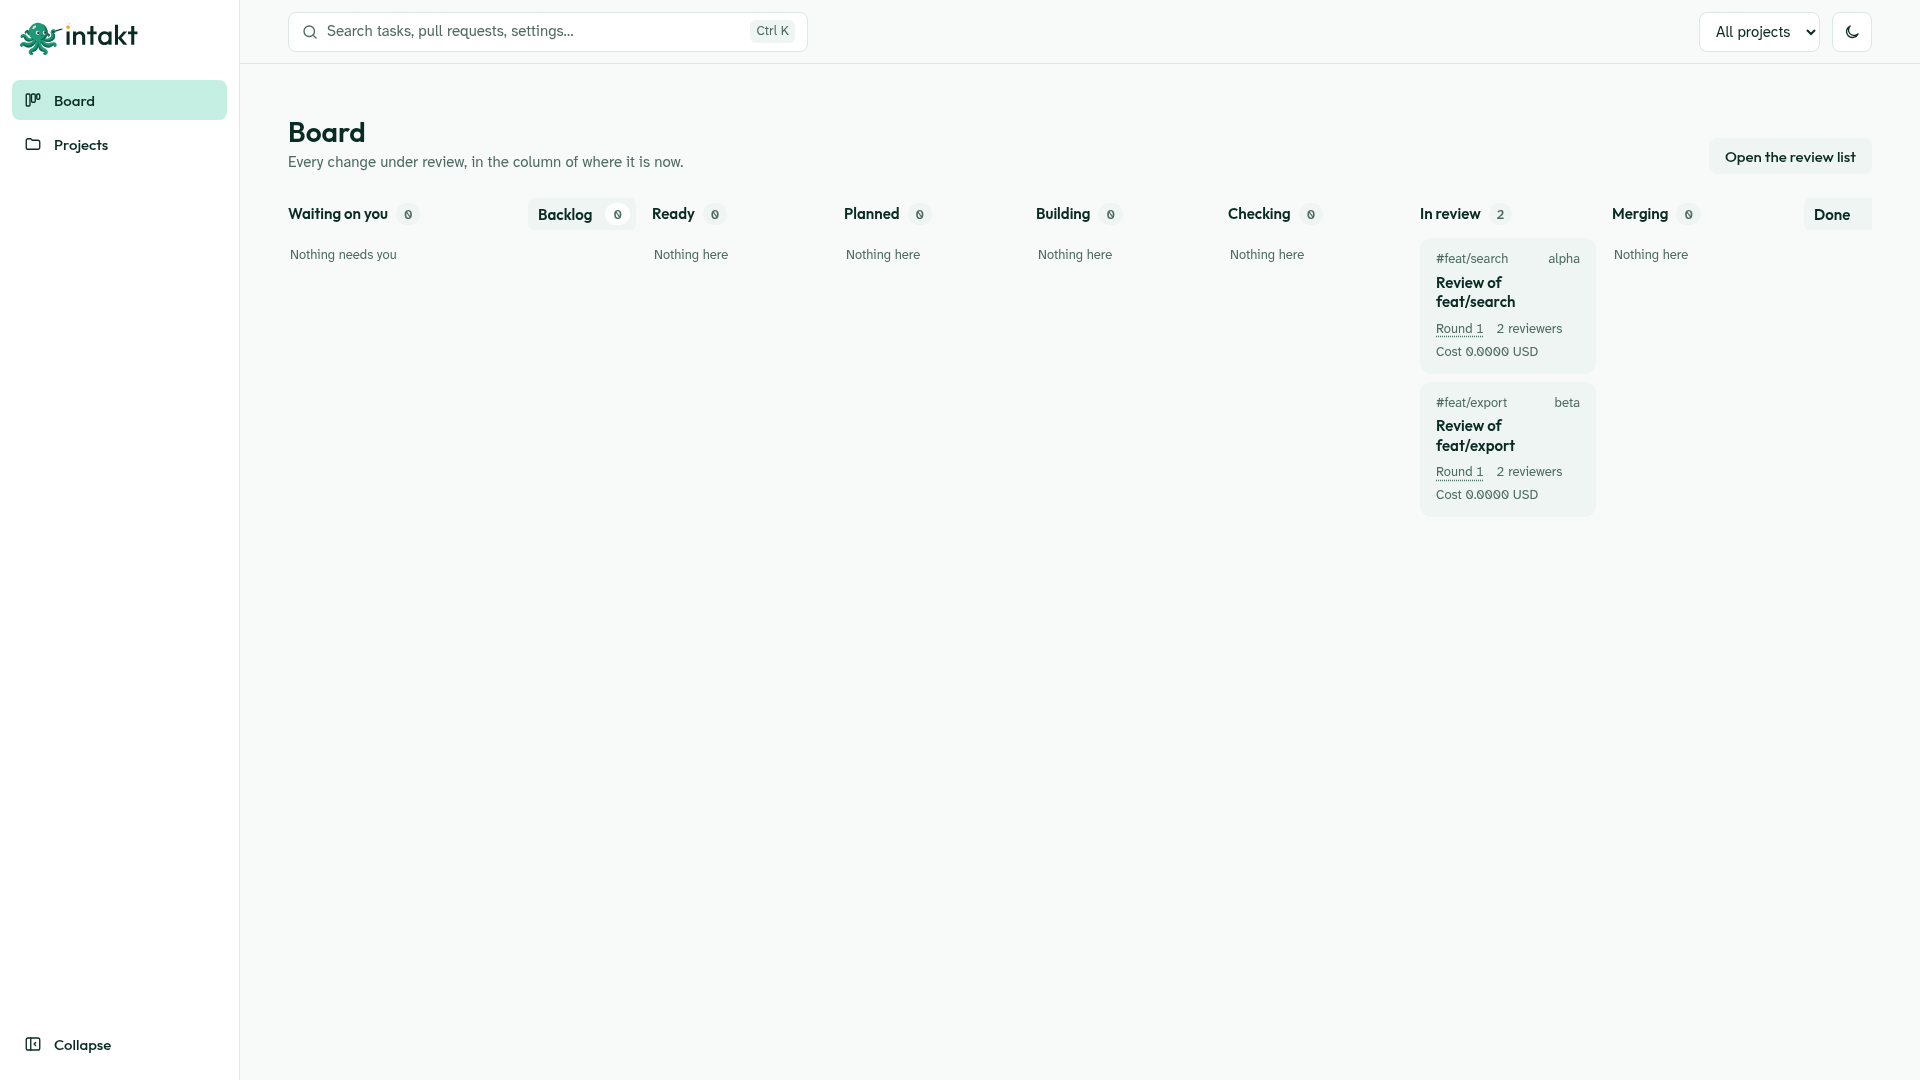 intakt
Search tasks, pull requests, settings...
Ctrl K
All projects
Board
Projects
Board
Every change under review, in the column of where it is now.
Open the review list
Waiting on you 0
Nothing needs you
Backlog 0
Ready 0
Nothing here
Planned 0
Nothing here
Building 0
Nothing here
Checking 0
Nothing here
In review 2
#feat/search alpha
Review of
feat/search
Round 1 2 reviewers
Cost 0.0000 USD
#feat/export beta
Review of
feat/export
Round 1 2 reviewers
Cost 0.0000 USD
Merging 0
Nothing here
Done
Collapse